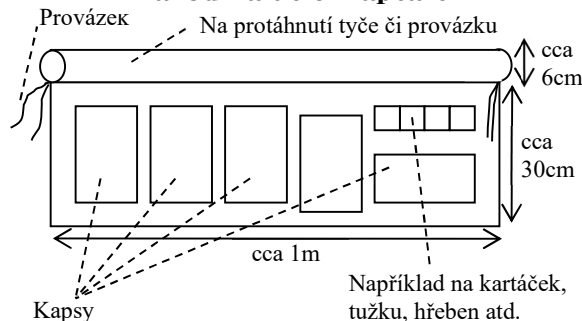 Provázek
Na protáhnutí tyče či provázku
cca
6cm
cca
30cm
cca 1m
Kapsy
Například na kartáček,
tužku, hřeben atd.